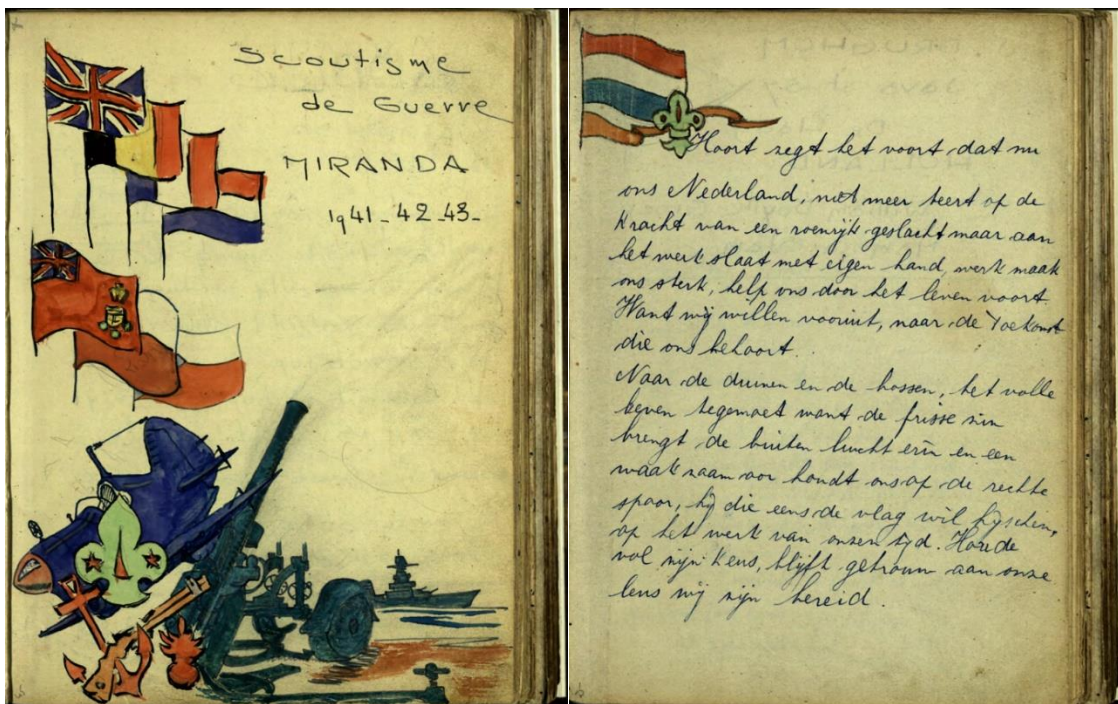 Scoutisme
de Guerre
MIRANDA
1941-42-43-
Hoort zegt het voort, dat nu
ons Nederland, niet meer teert op de
Kracht van een roemrijk geslacht maar aan
het werk slaat met eigen hand, werk maak
ons sterk, help ons door het leven voort.
Want wij willen vooruit, naar de Toekomst
die ons behoort.
Naar de duinen en de bossen, het volle
leven tegemoet want de frisse zin
brengt de buiten lucht erin en een
waakzaam oor houdt ons op de rechte
spoor, hij die eens de vlag wil hijschen,
op het werk van onzen tijd. Houde
vol zijn keus, blijft getrouw aan onze
leus wij zijn bereid.